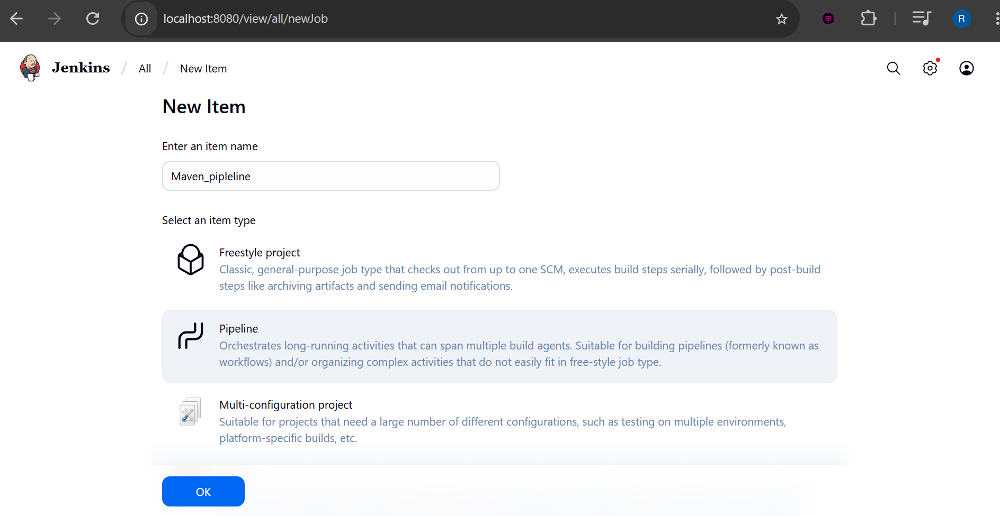 localhost:8080/view/all/newJob
R
Jenkins / All / New Item
New Item
Enter an item name
Maven_pipleline
Select an item type
Freestyle project
Classic, general-purpose job type that checks out from up to one SCM, executes build steps serially, followed by post-build
steps like archiving artifacts and sending email notifications.
Pipeline
Orchestrates long-running activities that can span multiple build agents. Suitable for building pipelines (formerly known as
workflows) and/or organizing complex activities that do not easily fit in free-style job type.
Multi-configuration project
Suitable for projects that need a large number of different configurations, such as testing on multiple environments,
platform-specific builds, etc.
OK